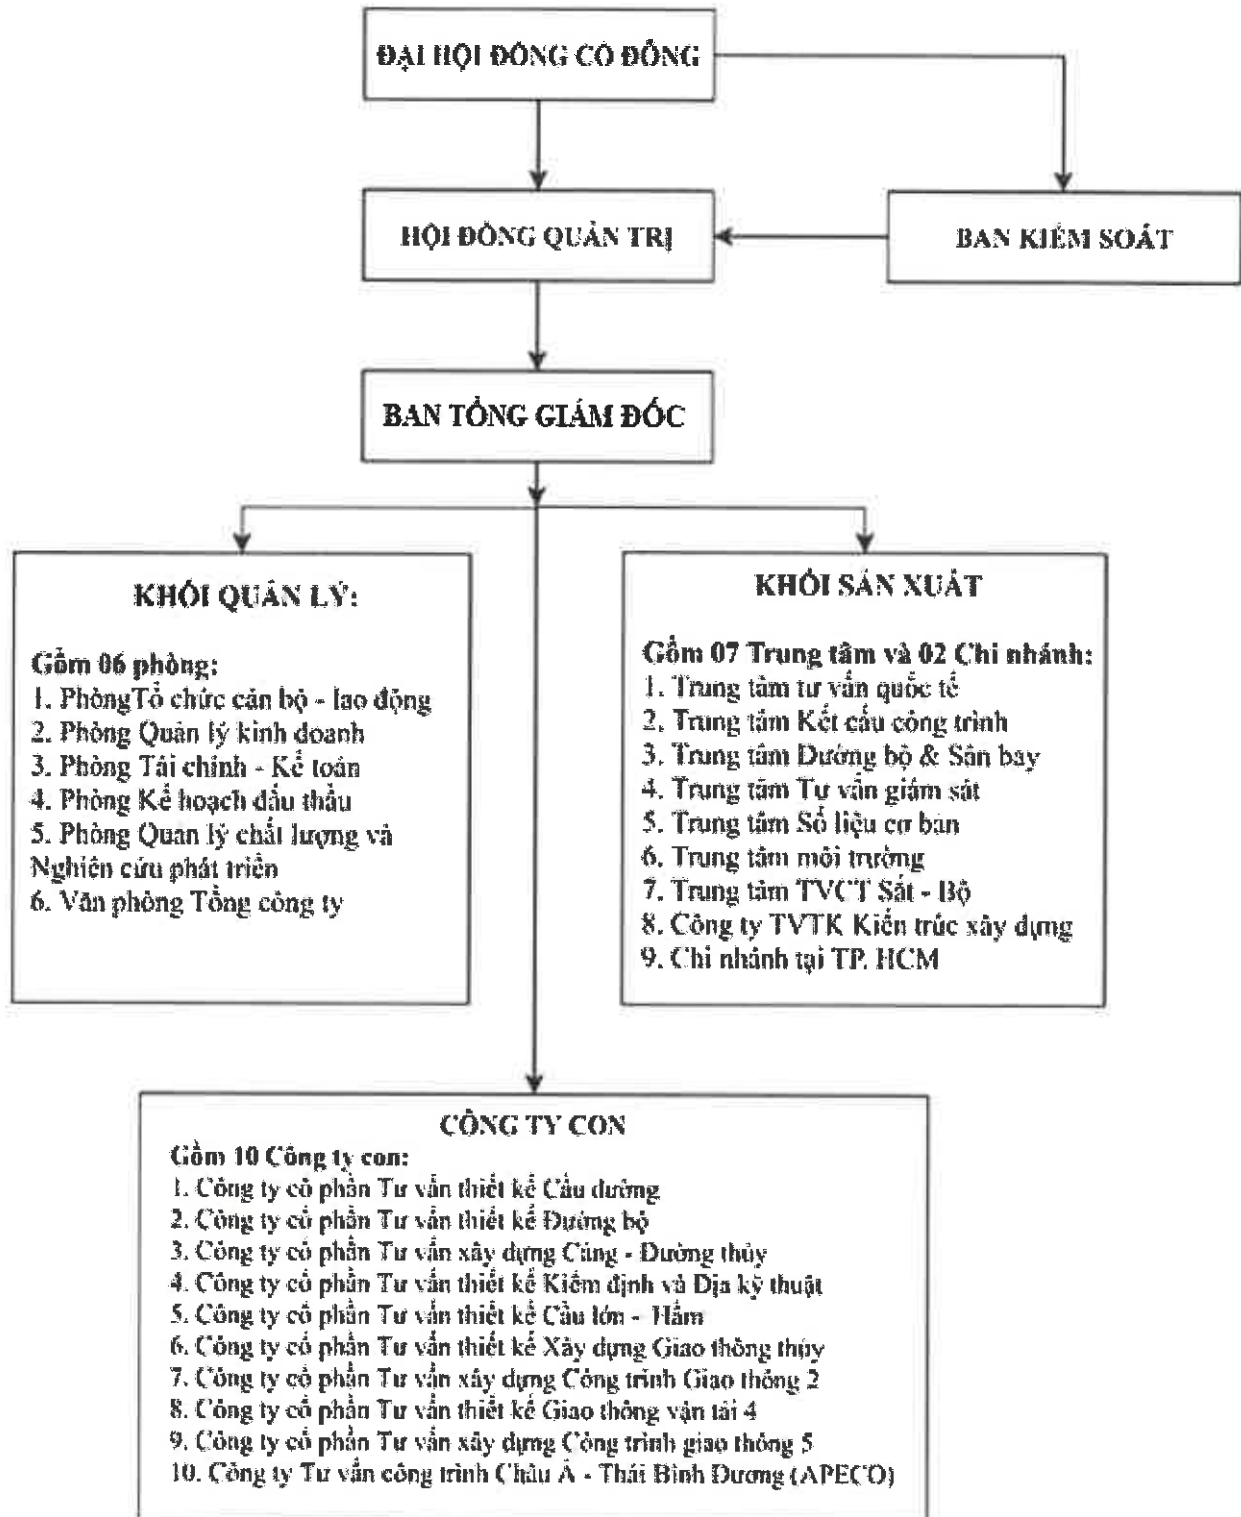 ĐẠI HỘI ĐỒNG CỔ ĐÔNG
HỘI ĐỒNG QUẢN TRỊ
BAN KIỂM SOÁT
BAN TỔNG GIÁM ĐỐC
KHỐI QUẢN LÝ:
Gồm 06 phòng:
1. PhòngTổ chức cán bộ - lao động
2. Phòng Quản lý kinh doanh
3. Phòng Tài chính - Kế toán
4. Phòng Kế hoạch đấu thầu
5. Phòng Quản lý chất lượng và
Nghiên cứu phát triển
6. Văn phòng Tổng công ty
KHỐI SẢN XUẤT
Gồm 07 Trung tâm và 02 Chi nhánh:
1. Trung tâm tư vấn quốc tế
2. Trung tâm Kết cấu công trình
3. Trung tâm Đường bộ & Sân bay
4. Trung tâm Tư vấn giám sát
5. Trung tâm Số liệu cơ bản
6. Trung tâm môi trường
7. Trung tâm TVCT Sắt - Bộ
8. Công ty TVTK Kiến trúc xây dựng
9. Chi nhánh tại TP. HCM
CÔNG TY CON
Gồm 10 Công ty con:
1. Công ty cổ phần Tư vấn thiết kế Cầu đường
2. Công ty cổ phần Tư vấn thiết kế Đường bộ
3. Công ty cổ phần Tư vấn xây dựng Cảng - Đường thủy
4. Công ty cổ phần Tư vấn thiết kế Kiểm định và Địa kỹ thuật
5. Công ty cổ phần Tư vấn thiết kế Cầu lớn - Hầm
6. Công ty cổ phần Tư vấn thiết kế Xây dựng Giao thông thủy
7. Công ty cổ phần Tư vấn xây dựng Công trình Giao thông 2
8. Công ty cổ phần Tư vấn thiết kế Giao thông vận tải 4
9. Công ty cổ phần Tư vấn xây dựng Công trình giao thông 5
10. Công ty Tư vấn công trình Châu Á - Thái Bình Dương (APECO)